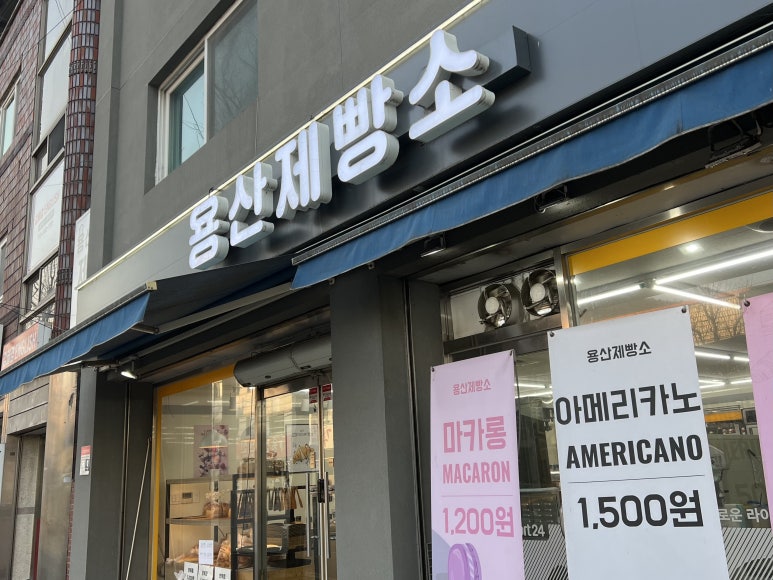 용산제빵소
용산제빵소
마카롱
MACARON
1,200원
용산제빵소
아메리카노
AMERICANO
1,500원